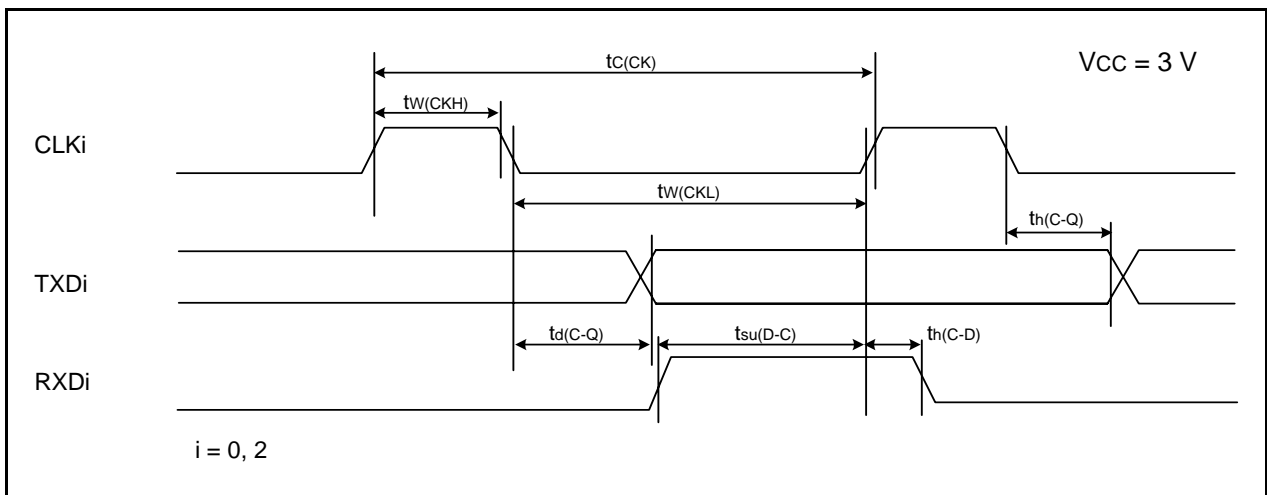 tC(CK)
VCC = 3 V
tW(CKH)
CLKi
tW(CKL)
th(C-Q)
TXDi
td(C-Q)
tsu(D-C)
th(C-D)
RXDi
i = 0, 2